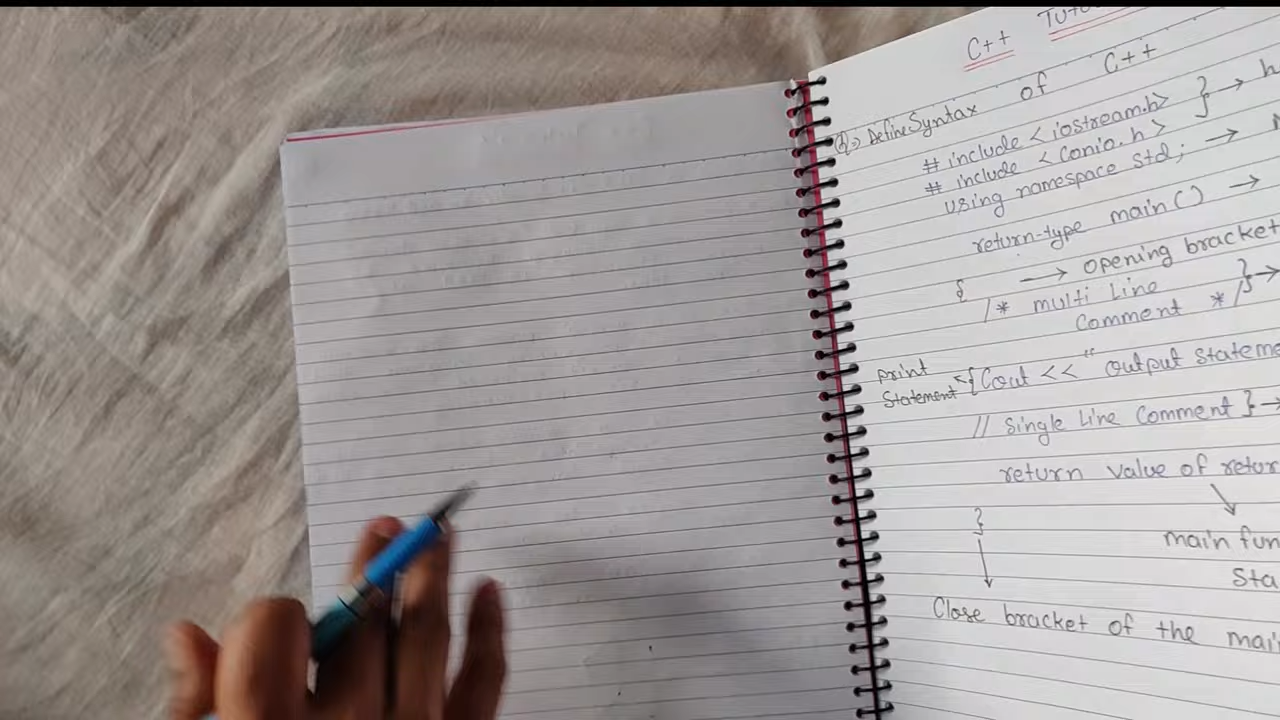 C++
Q1:> Define Syntax of C++
# include < iostream.h>
# include < Conio.h > }→
using namespace std; →
return-type main( ) →
{ → opening bracket
/* multi Line
Comment */ }→
print
Statement {Cout << " output Stateme
// Single Line Comment }→
return value of retur
↓
}
main fun
Sta
Close bracket of the mai